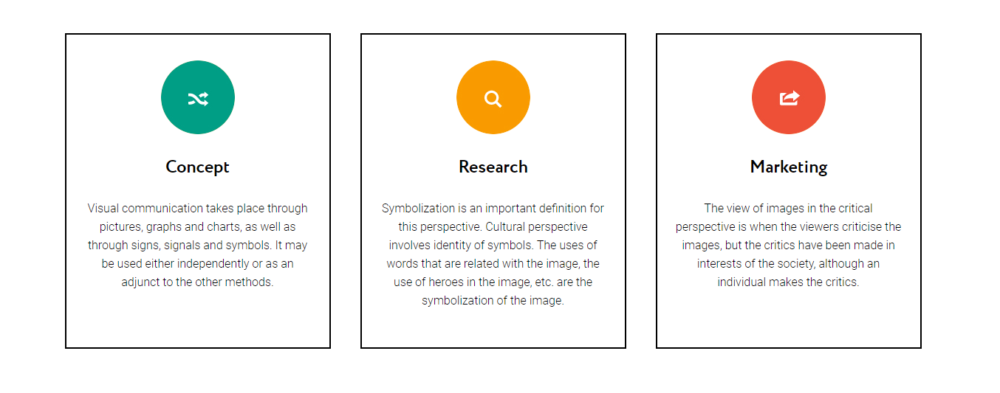 Concept
Visual communication takes place through
pictures, graphs and charts, as well as
through signs, signals and symbols. It may
be used either independently or as an
adjunct to the other methods.
Research
Symbolization is an important definition for
this perspective. Cultural perspective
involves identity of symbols. The uses of
words that are related with the image, the
use of heroes in the image, etc. are the
symbolization of the image.
Marketing
The view of images in the critical
perspective is when the viewers criticise the
images, but the critics have been made in
interests of the society, although an
individual makes the critics.